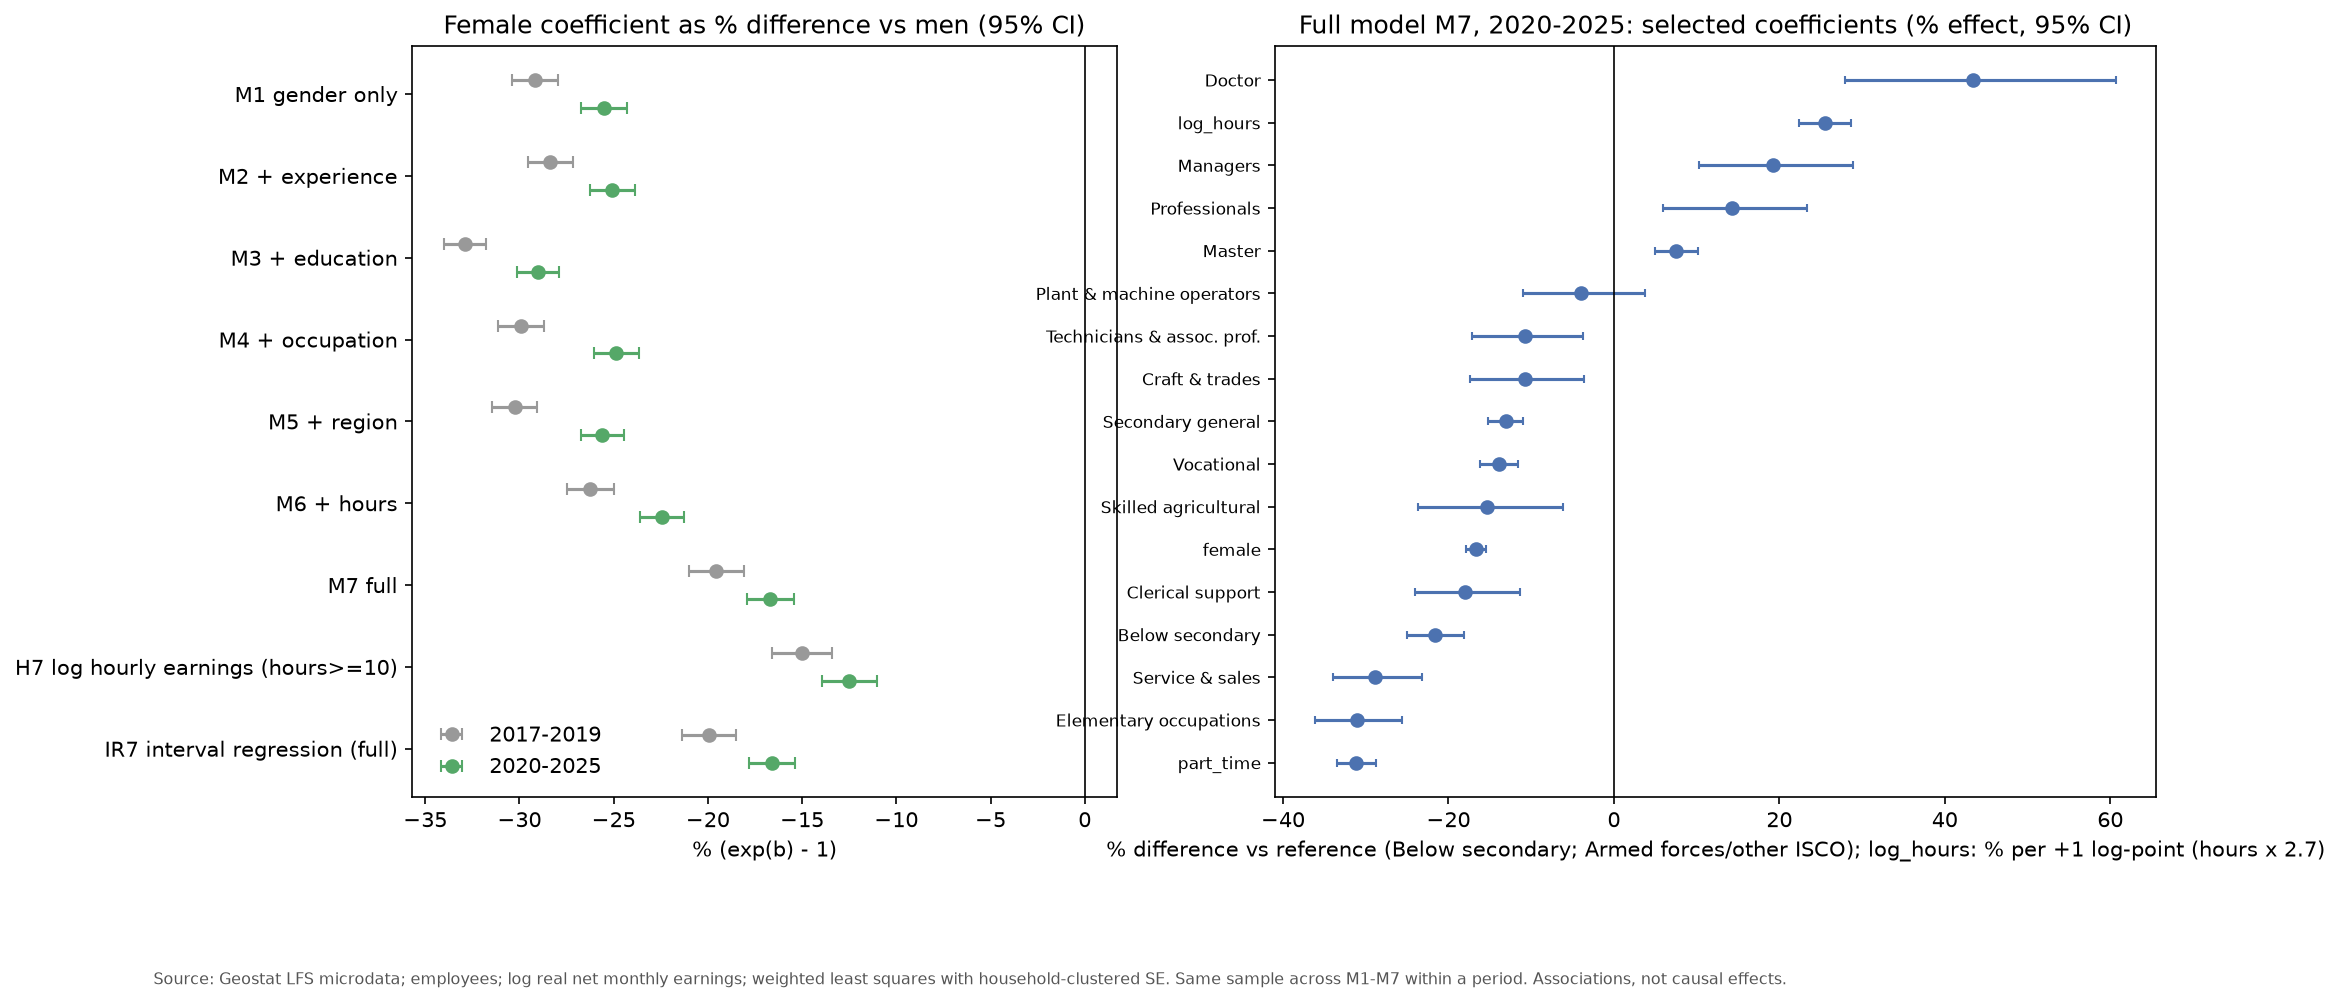 Female coefficient as % difference vs men (95% CI)
M1 gender only
M2 + experience
M3 + education
M4 + occupation
M5 + region
M6 + hours
M7 full
H7 log hourly earnings (hours>=10)
IR7 interval regression (full)
2017-2019
2020-2025
−35 −30 −25 −20 −15 −10 −5 0
% (exp(b) - 1)
Full model M7, 2020-2025: selected coefficients (% effect, 95% CI)
Doctor
log_hours
Managers
Professionals
Master
Plant & machine operators
Technicians & assoc. prof.
Craft & trades
Secondary general
Vocational
Skilled agricultural
female
Clerical support
Below secondary
Service & sales
Elementary occupations
part_time
−40 −20 0 20 40 60
% difference vs reference (Below secondary; Armed forces/other ISCO); log_hours: % per +1 log-point (hours x 2.7)
Source: Geostat LFS microdata; employees; log real net monthly earnings; weighted least squares with household-clustered SE. Same sample across M1-M7 within a period. Associations, not causal effects.